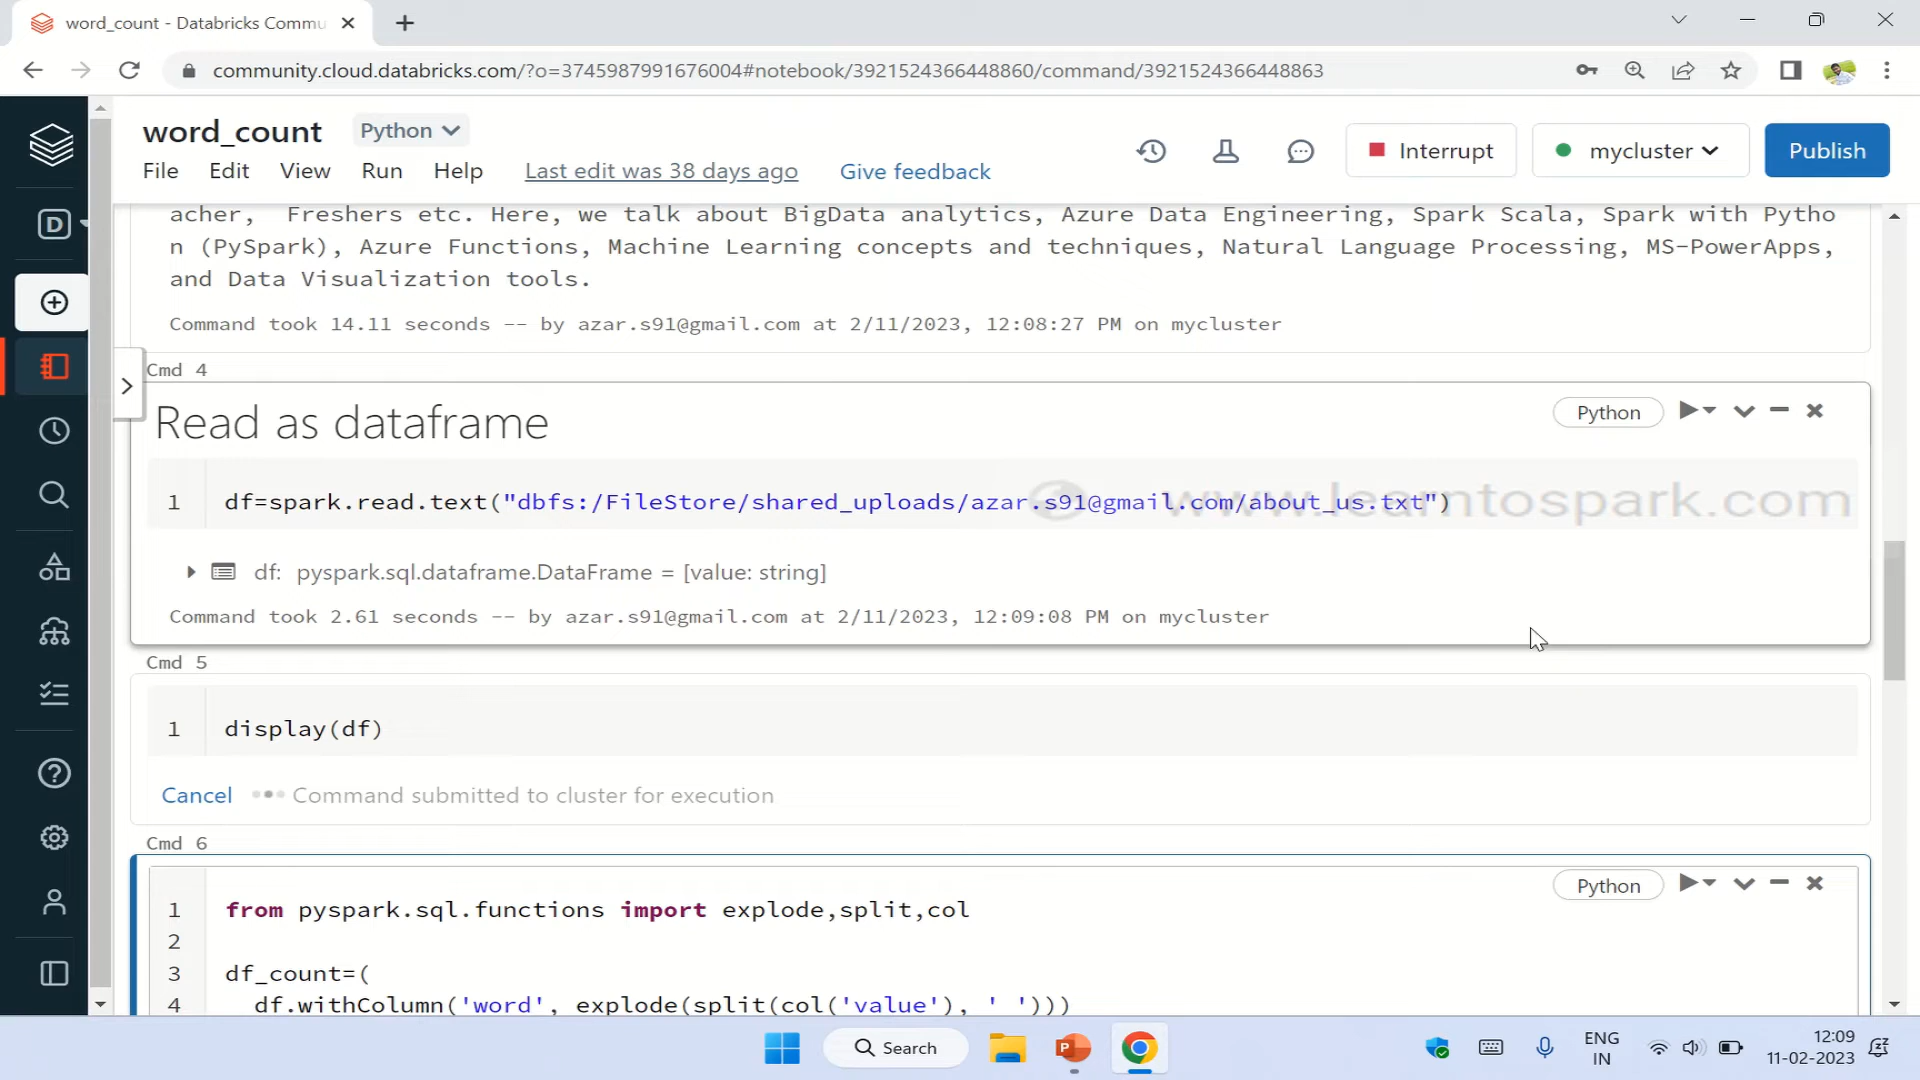 word_count - Databricks Commu
community.cloud.databricks.com/?o=3745987991676004#notebook/3921524366448860/command/3921524366448863
word_count
Python
File Edit View Run Help Last edit was 38 days ago Give feedback
Interrupt
mycluster
Publish
D
acher,  Freshers etc. Here, we talk about BigData analytics, Azure Data Engineering, Spark Scala, Spark with Pytho
n (PySpark), Azure Functions, Machine Learning concepts and techniques, Natural Language Processing, MS-PowerApps,
and Data Visualization tools.
Command took 14.11 seconds -- by azar.s91@gmail.com at 2/11/2023, 12:08:27 PM on mycluster
Cmd 4
Read as dataframe
Python
1 df=spark.read.text("dbfs:/FileStore/shared_uploads/azar.s91@gmail.com/about_us.txt")
www.learntospark.com
df: pyspark.sql.dataframe.DataFrame = [value: string]
Command took 2.61 seconds -- by azar.s91@gmail.com at 2/11/2023, 12:09:08 PM on mycluster
Cmd 5
1 display(df)
Cancel Command submitted to cluster for execution
Cmd 6
Python
1 from pyspark.sql.functions import explode,split,col
2
3 df_count=(
4 df.withColumn('word', explode(split(col('value'), ' ')))
Search
ENG
IN
12:09
11-02-2023